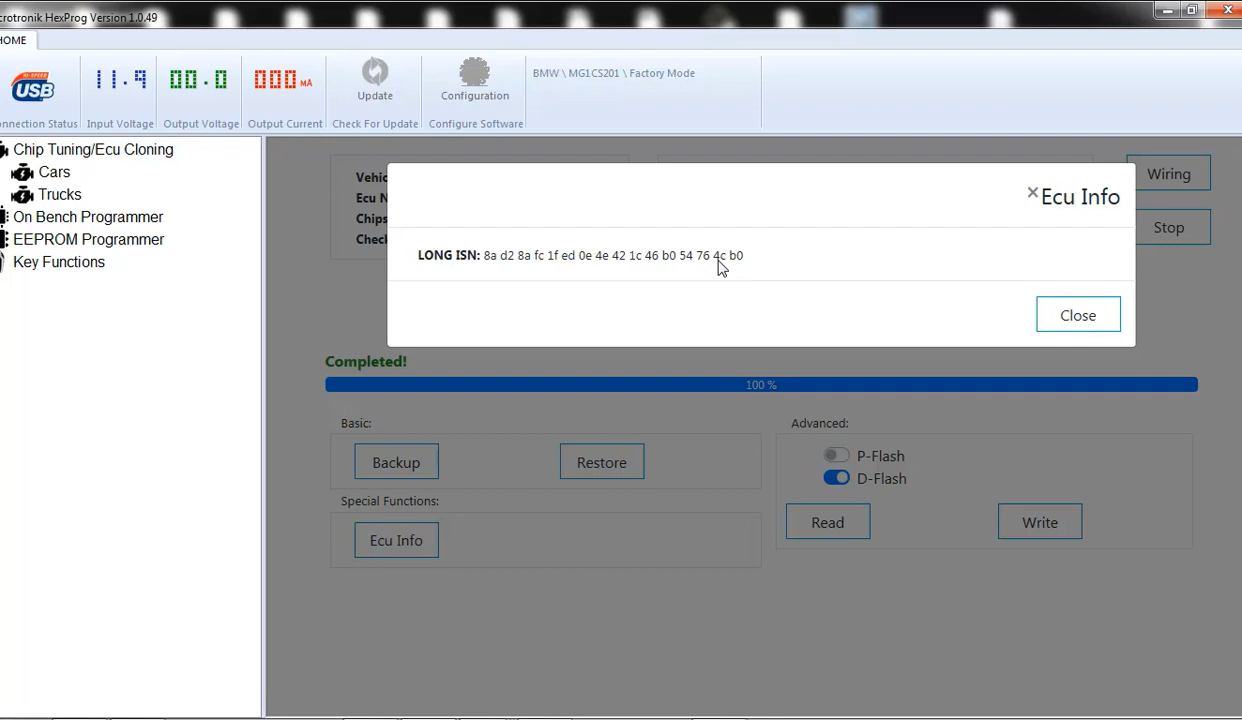 crotronik HexProg Version 1.0.49
HOME
HI-SPEED
USB
11.9
00.0
000 MA
Update
Configuration
BMW \ MG1CS201 \ Factory Mode
nnection Status
Input Voltage
Output Voltage
Output Current
Check For Update
Configure Software
Chip Tuning/Ecu Cloning
Cars
Trucks
On Bench Programmer
EEPROM Programmer
Key Functions
Vehic
Ecu N
Chips
Check
Wiring
Stop
× Ecu Info
LONG ISN: 8a d2 8a fc 1f ed 0e 4e 42 1c 46 b0 54 76 4c b0
Close
Completed!
100 %
Basic:
Backup
Restore
Special Functions:
Ecu Info
Advanced:
P-Flash
D-Flash
Read
Write